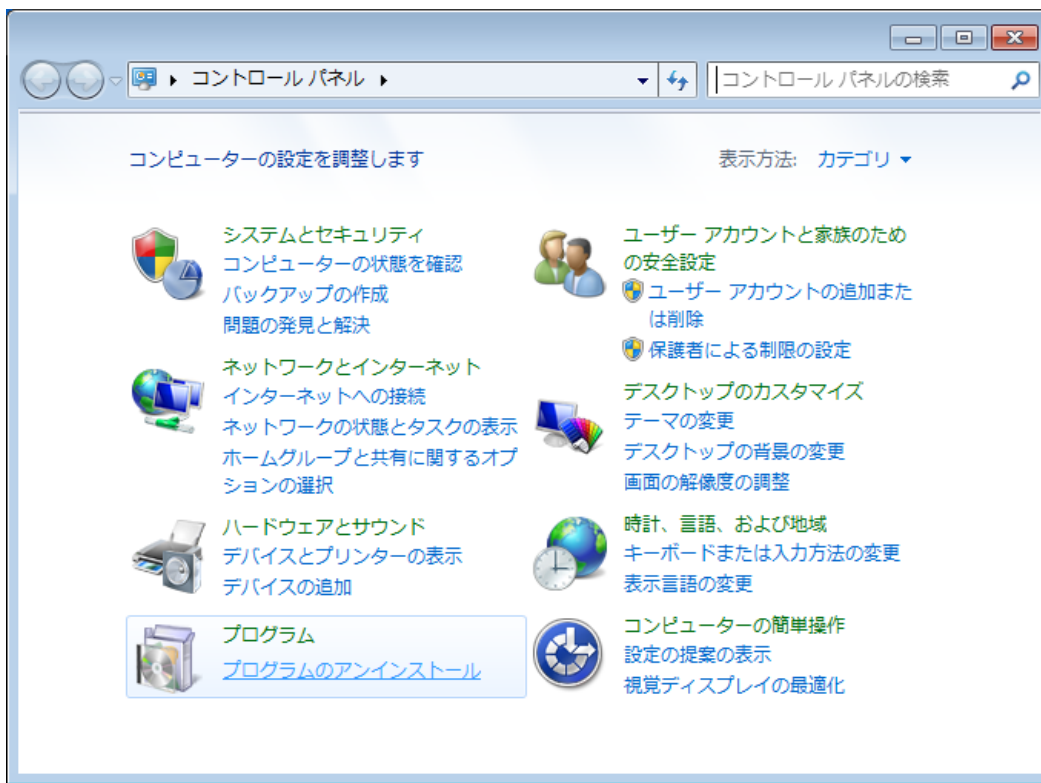 コントロール パネル
コントロール パネルの検索
コンピューターの設定を調整します
表示方法: カテゴリ
システムとセキュリティ
コンピューターの状態を確認
バックアップの作成
問題の発見と解決
ネットワークとインターネット
インターネットへの接続
ネットワークの状態とタスクの表示
ホームグループと共有に関するオプ
ションの選択
ハードウェアとサウンド
デバイスとプリンターの表示
デバイスの追加
プログラム
プログラムのアンインストール
ユーザー アカウントと家族のため
の安全設定
ユーザー アカウントの追加また
は削除
保護者による制限の設定
デスクトップのカスタマイズ
テーマの変更
デスクトップの背景の変更
画面の解像度の調整
時計、言語、および地域
キーボードまたは入力方法の変更
表示言語の変更
コンピューターの簡単操作
設定の提案の表示
視覚ディスプレイの最適化